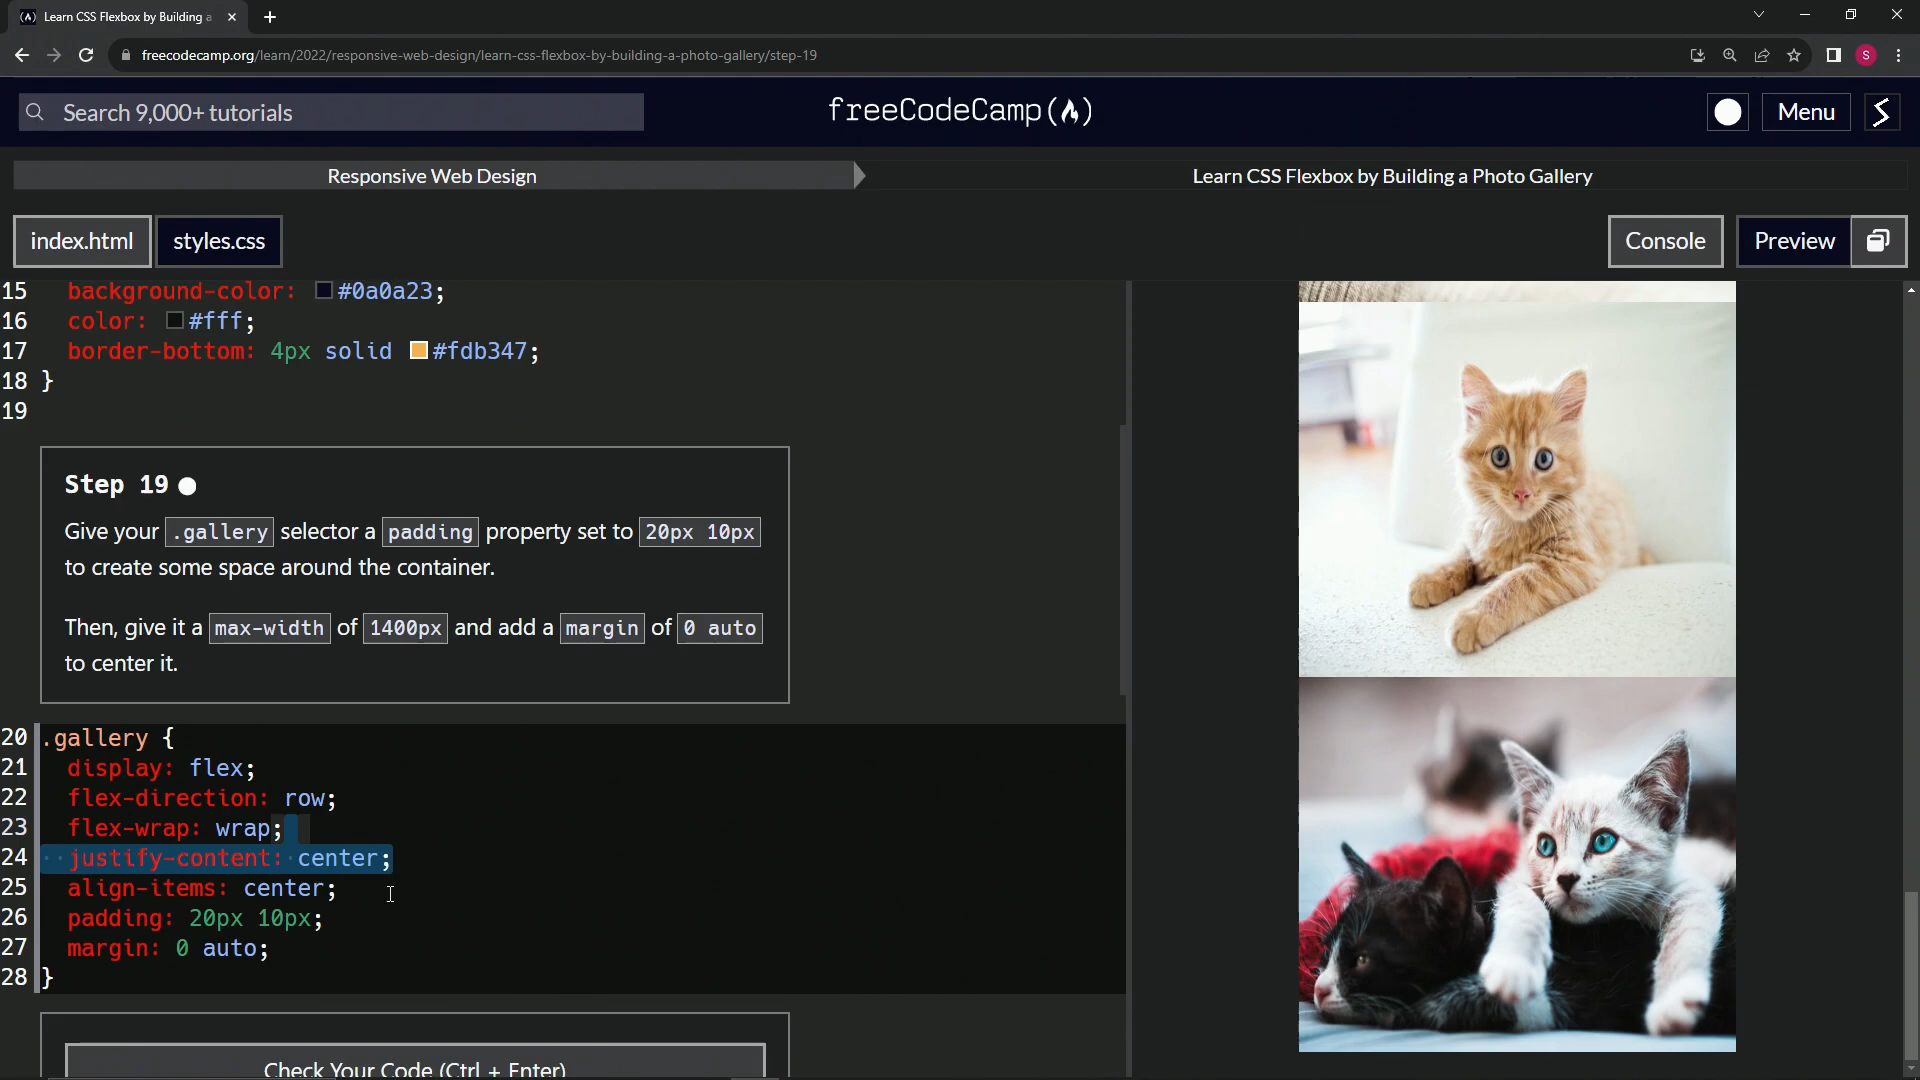 Learn CSS Flexbox by Building a
freecodecamp.org/learn/2022/responsive-web-design/learn-css-flexbox-by-building-a-photo-gallery/step-19
S
Search 9,000+ tutorials
freeCodeCamp
Menu
Responsive Web Design
Learn CSS Flexbox by Building a Photo Gallery
index.html
styles.css
Console
Preview
15 background-color: #0a0a23;
16 color: #fff;
17 border-bottom: 4px solid #fdb347;
18 }
19
Step 19
Give your .gallery selector a padding property set to 20px 10px
to create some space around the container.
Then, give it a max-width of 1400px and add a margin of 0 auto
to center it.
20 .gallery {
21 display: flex;
22 flex-direction: row;
23 flex-wrap: wrap;
24 justify-content: center;
25 align-items: center;
26 padding: 20px 10px;
27 margin: 0 auto;
28 }
Check Your Code (Ctrl + Enter)